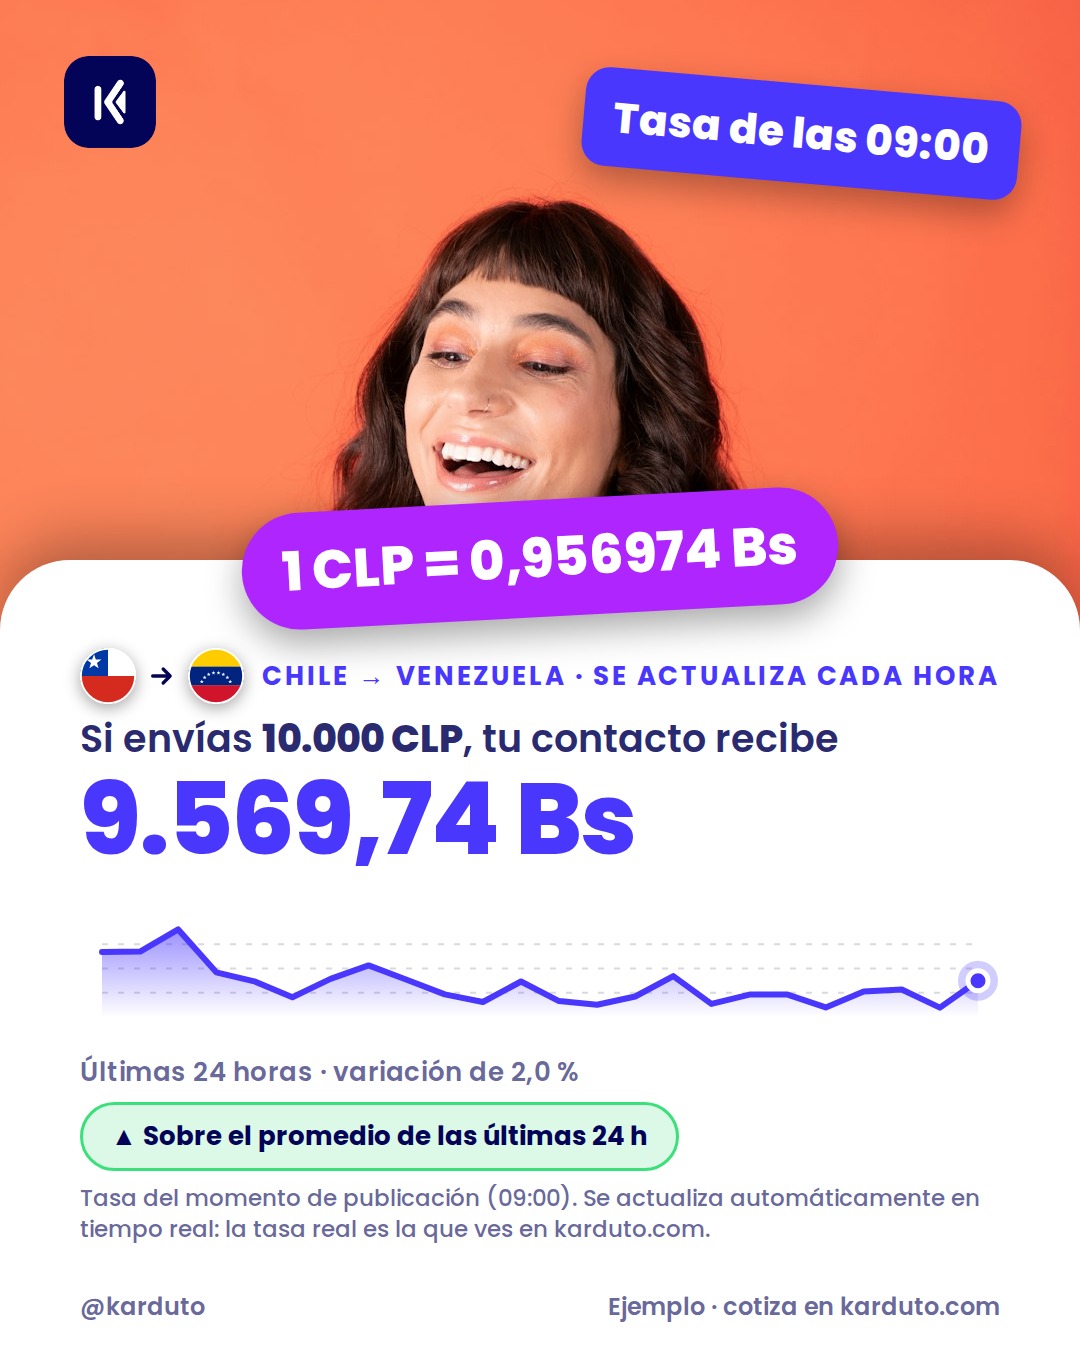 Tasa de las 09:00
1 CLP = 0,956974 Bs
CHILE → VENEZUELA · SE ACTUALIZA CADA HORA
Si envías 10.000 CLP, tu contacto recibe
9.569,74 Bs
Últimas 24 horas · variación de 2,0 %
▲ Sobre el promedio de las últimas 24 h
Tasa del momento de publicación (09:00). Se actualiza automáticamente en
tiempo real: la tasa real es la que ves en karduto.com.
@karduto
Ejemplo · cotiza en karduto.com